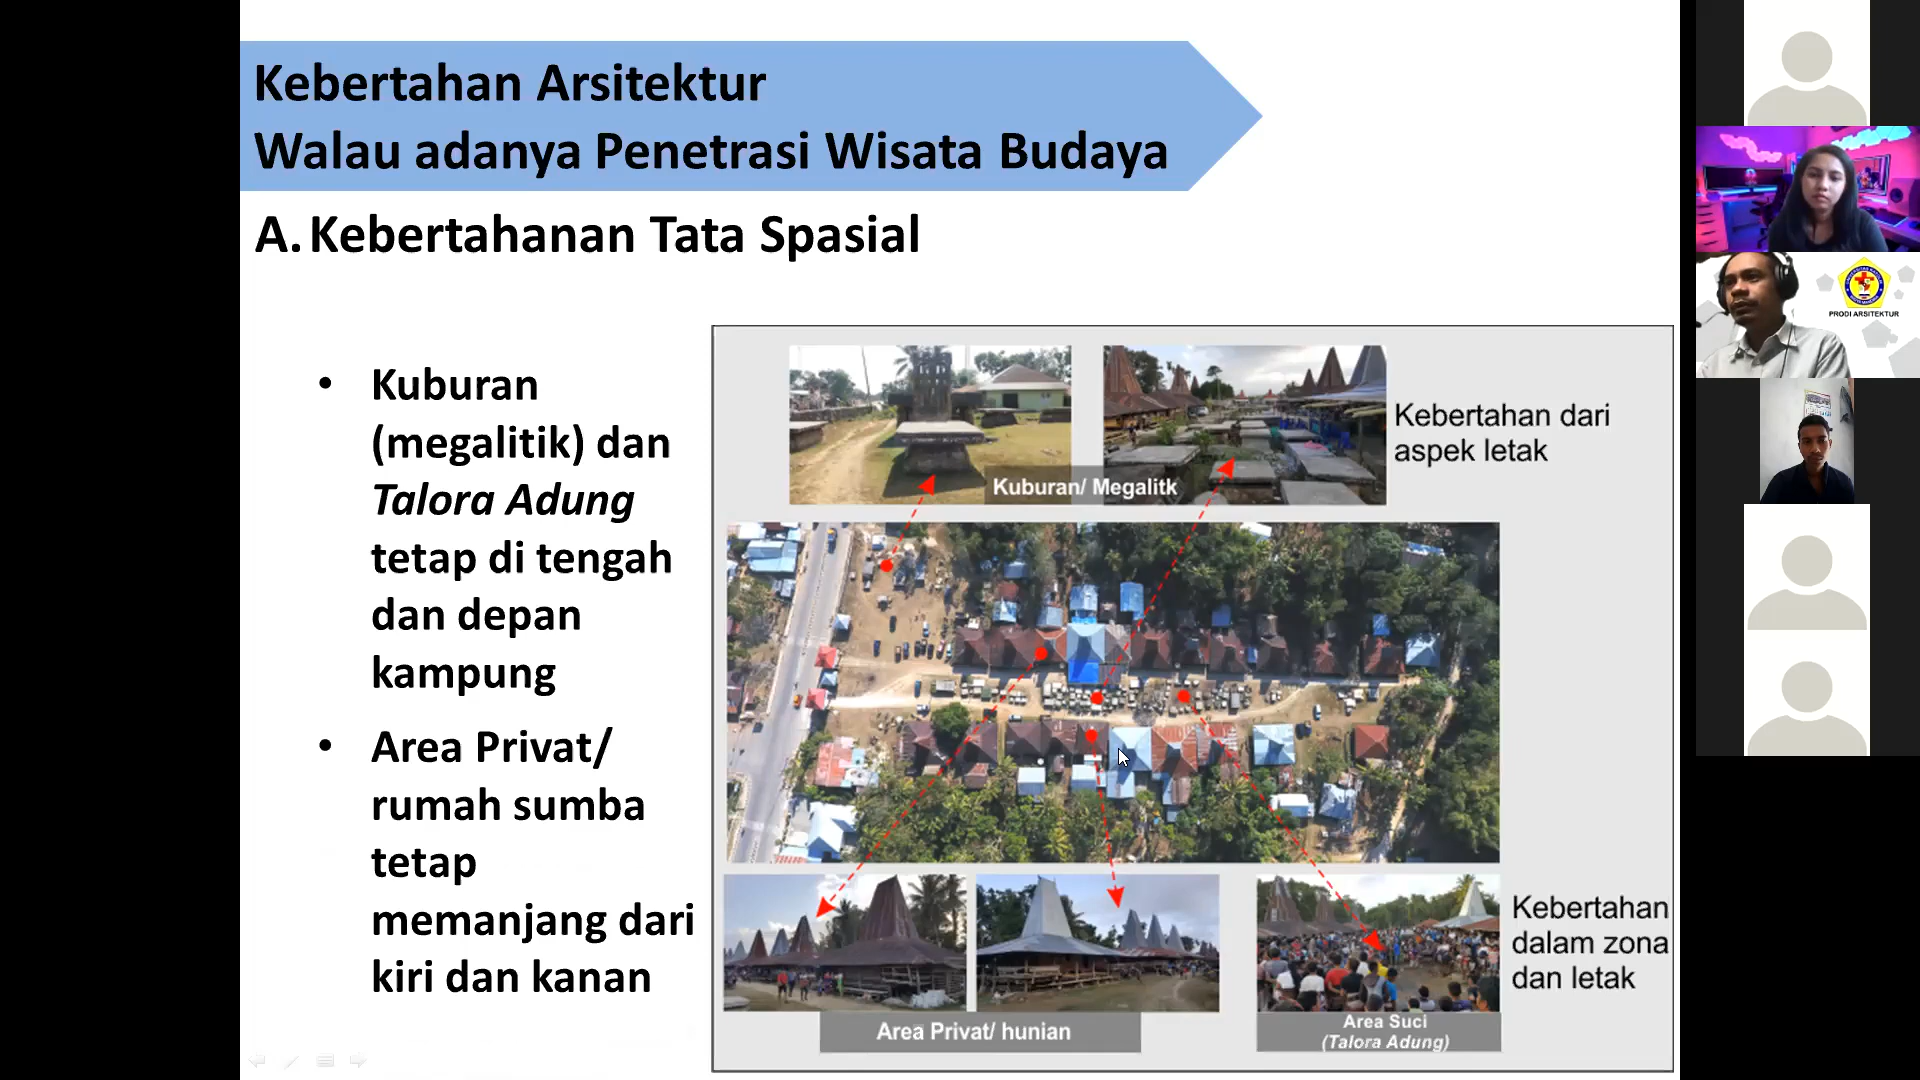 Kebertahan Arsitektur
Walau adanya Penetrasi Wisata Budaya
A. Kebertahanan Tata Spasial
• Kuburan
(megalitik) dan
Talora Adung
tetap di tengah
dan depan
kampung
• Area Privat/
rumah sumba
tetap
memanjang dari
kiri dan kanan
Kebertahan dari
aspek letak
Kuburan/ Megalitk
Kebertahan
dalam zona
dan letak
Area Privat/ hunian
Area Suci
(Talora Adung)
PRODI ARSITEKTUR